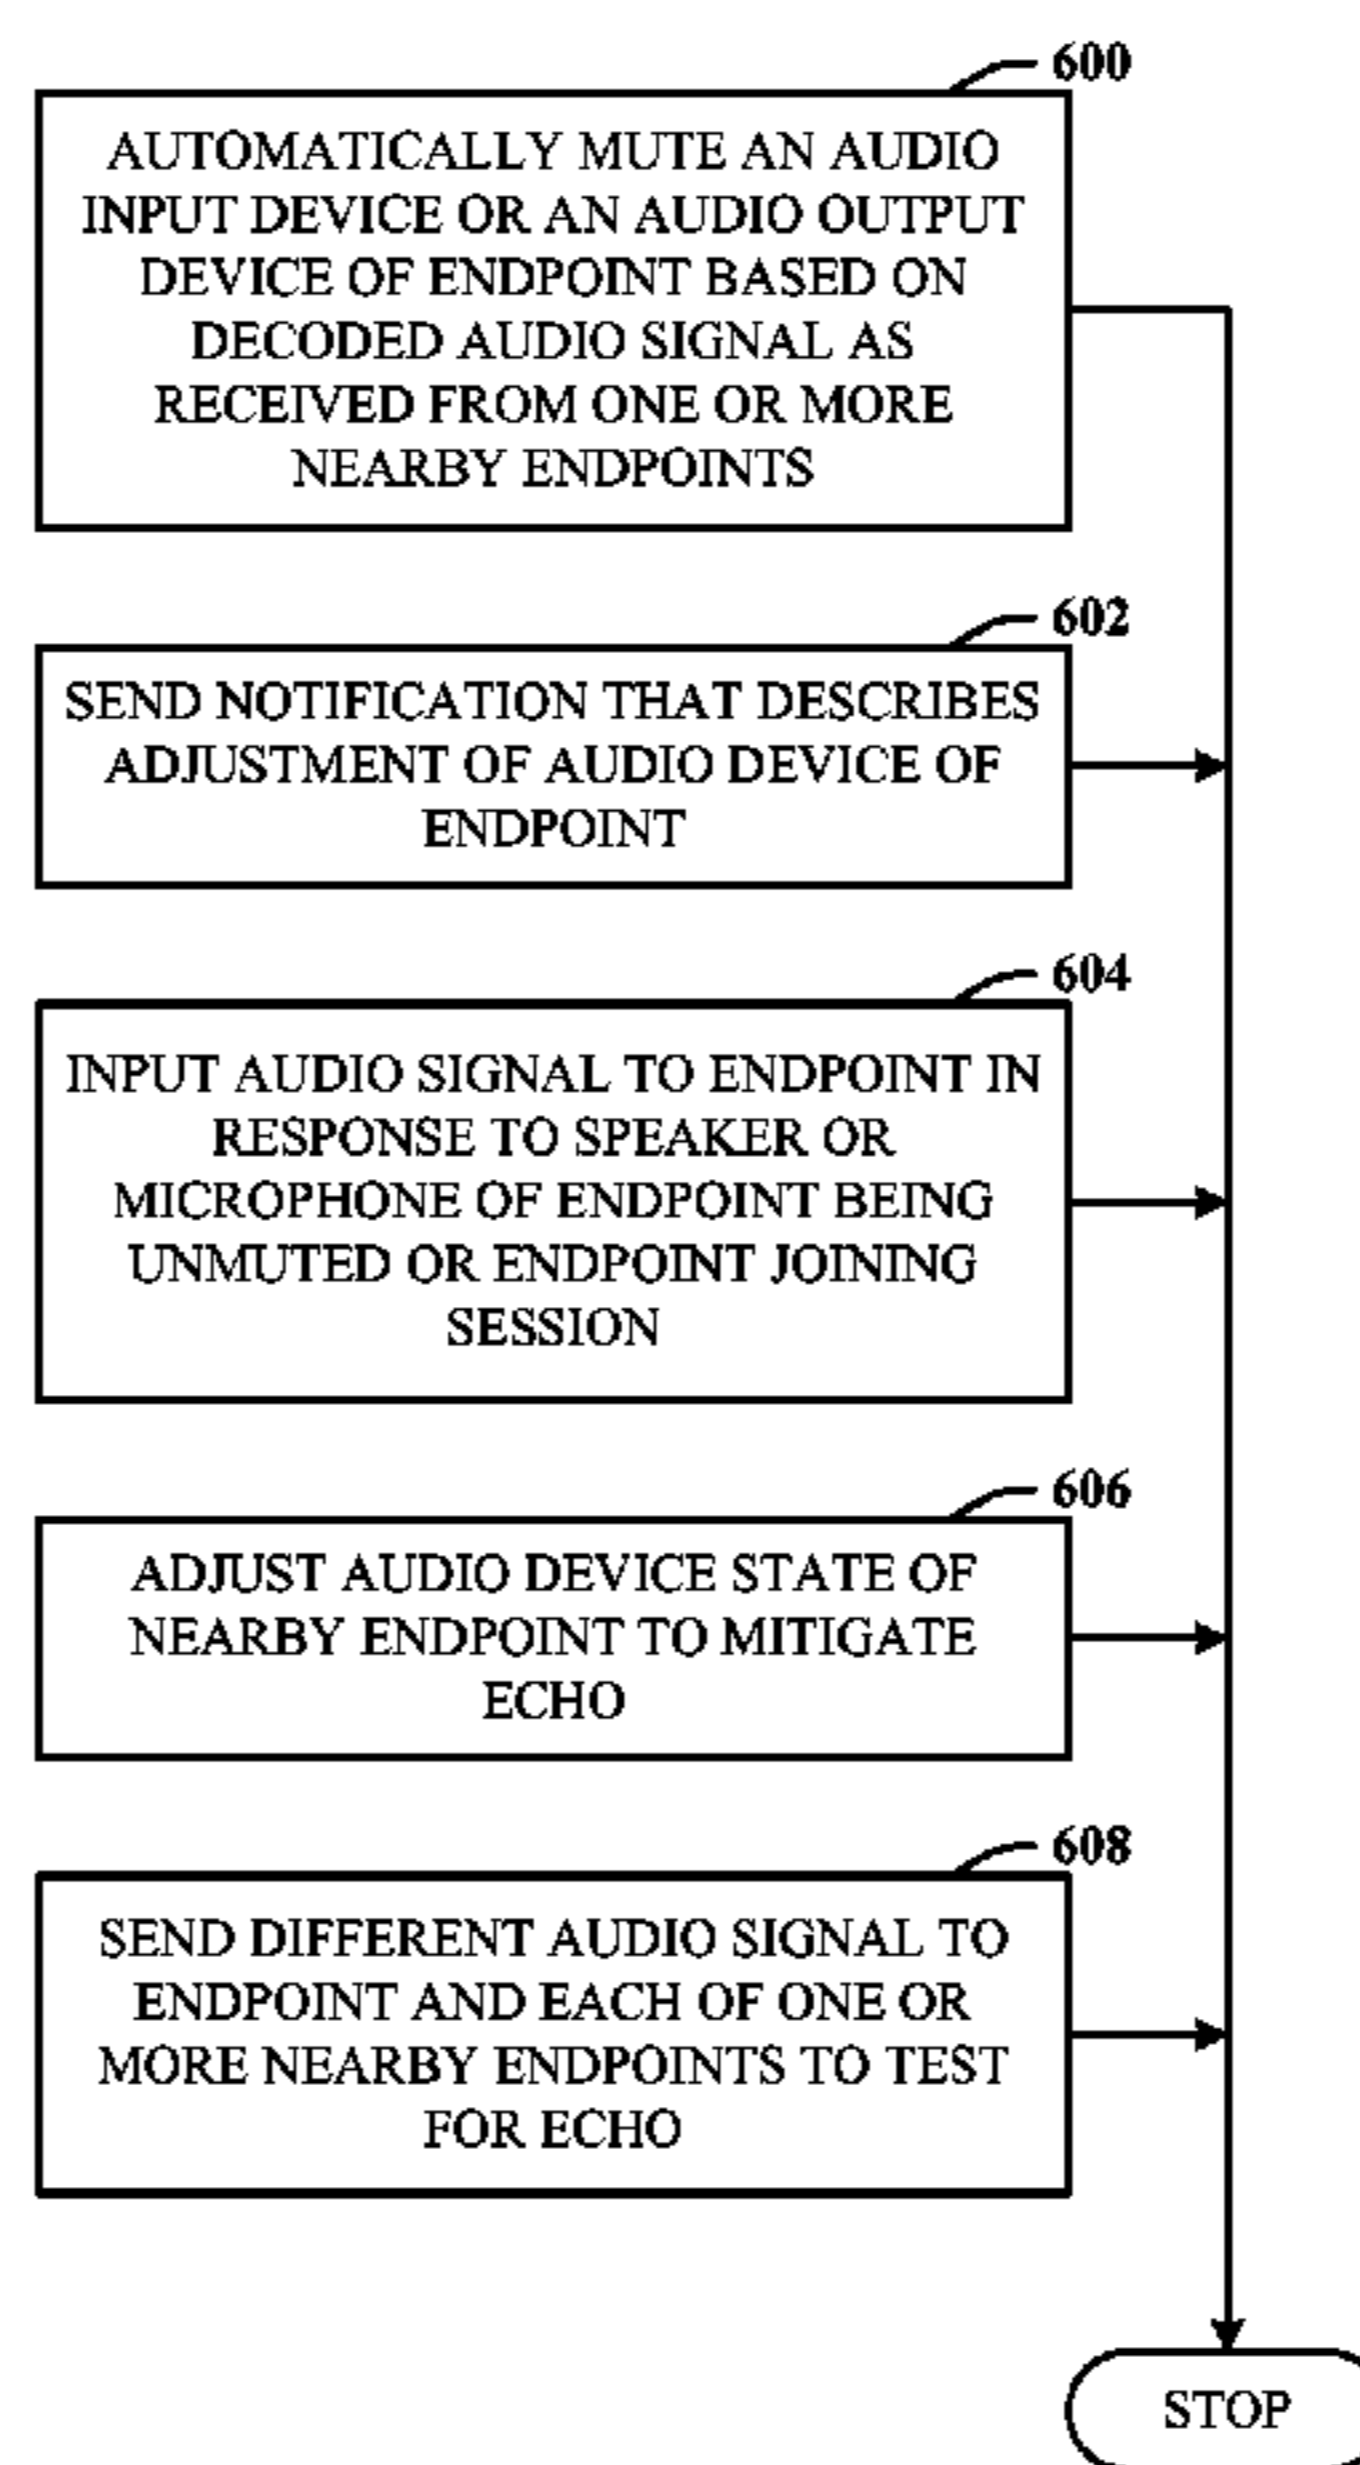 600
AUTOMATICALLY MUTE AN AUDIO
INPUT DEVICE OR AN AUDIO OUTPUT
DEVICE OF ENDPOINT BASED ON
DECODED AUDIO SIGNAL AS
RECEIVED FROM ONE OR MORE
NEARBY ENDPOINTS
602
SEND NOTIFICATION THAT DESCRIBES
ADJUSTMENT OF AUDIO DEVICE OF
ENDPOINT
604
INPUT AUDIO SIGNAL TO ENDPOINT IN
RESPONSE TO SPEAKER OR
MICROPHONE OF ENDPOINT BEING
UNMUTED OR ENDPOINT JOINING
SESSION
606
ADJUST AUDIO DEVICE STATE OF
NEARBY ENDPOINT TO MITIGATE
ECHO
608
SEND DIFFERENT AUDIO SIGNAL TO
ENDPOINT AND EACH OF ONE OR
MORE NEARBY ENDPOINTS TO TEST
FOR ECHO
STOP